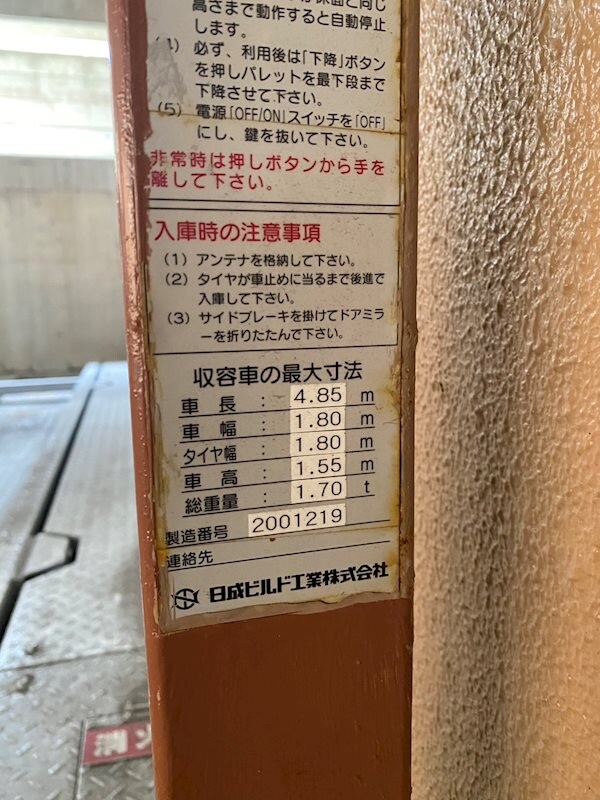 高さまで動作すると自動停止
します。
(4) 必ず、利用後は「下降」ボタン
を押しパレットを最下段まで
下降させて下さい。
(5) 電源「OFF/ON」スイッチを「OFF」
にし、鍵を抜いて下さい。
非常時は押しボタンから手を
離して下さい。
入庫時の注意事項
(1) アンテナを格納して下さい。
(2) タイヤが車止めに当るまで後進で
入庫して下さい。
(3) サイドブレーキを掛けてドアミラ
ーを折りたたんで下さい。
収容車の最大寸法
車長 : 4.85 m
車幅 : 1.80 m
タイヤ幅 : 1.80 m
車高 : 1.55 m
総重量 : 1.70 t
製造番号 2001219
連絡先
日成ビルド工業株式会社